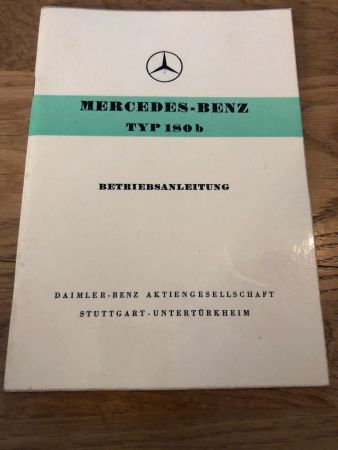 MERCEDES-BENZ
TYP 180b
BETRIEBSANLEITUNG
DAIMLER-BENZ AKTIENGESELLSCHAFT
STUTTGART-UNTERTÜRKHEIM